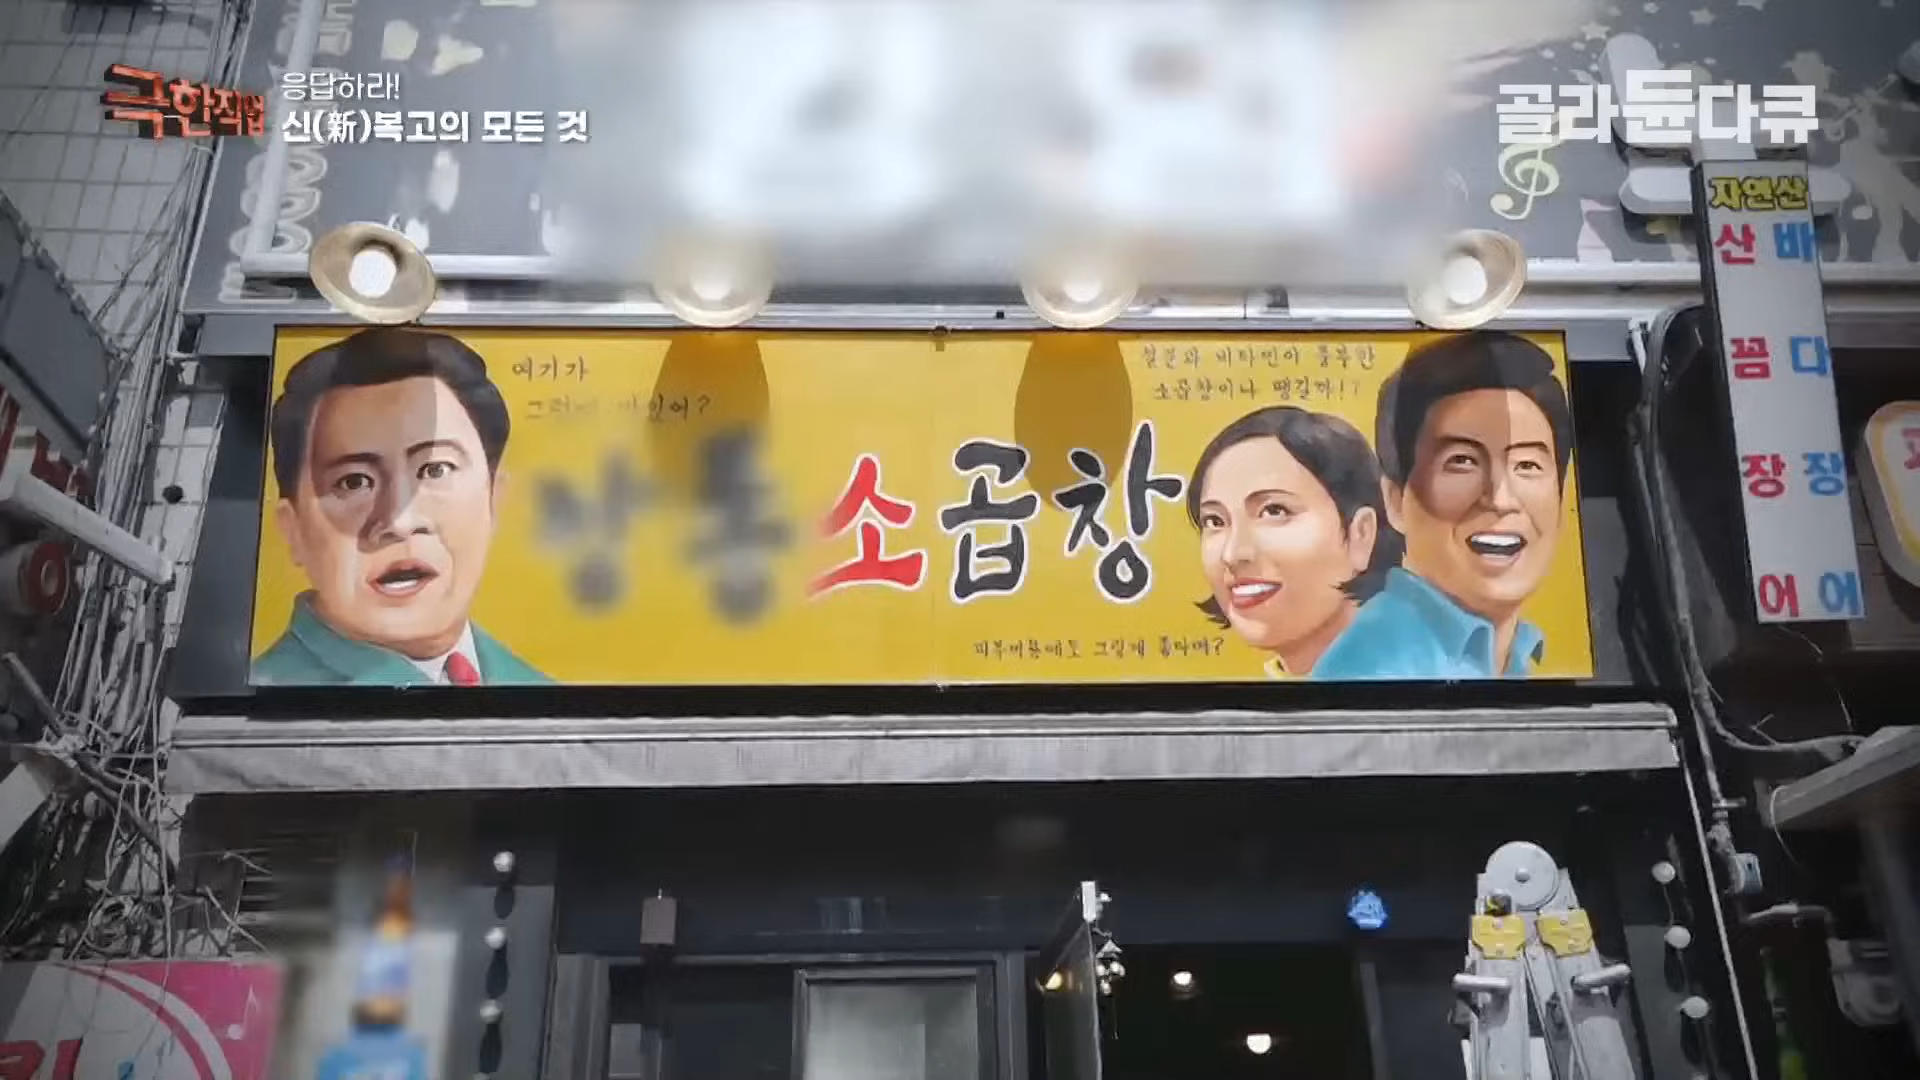 극한직업
응답하라!
신(新)복고의 모든 것
골라듄다큐
여기가
소곱창
철분과 비타민이 풍부한
소곱창이나 땡길까!?
피부미용에도 그렇게 좋다며?
자연산
산 바
꼼 다
장 장
어 어